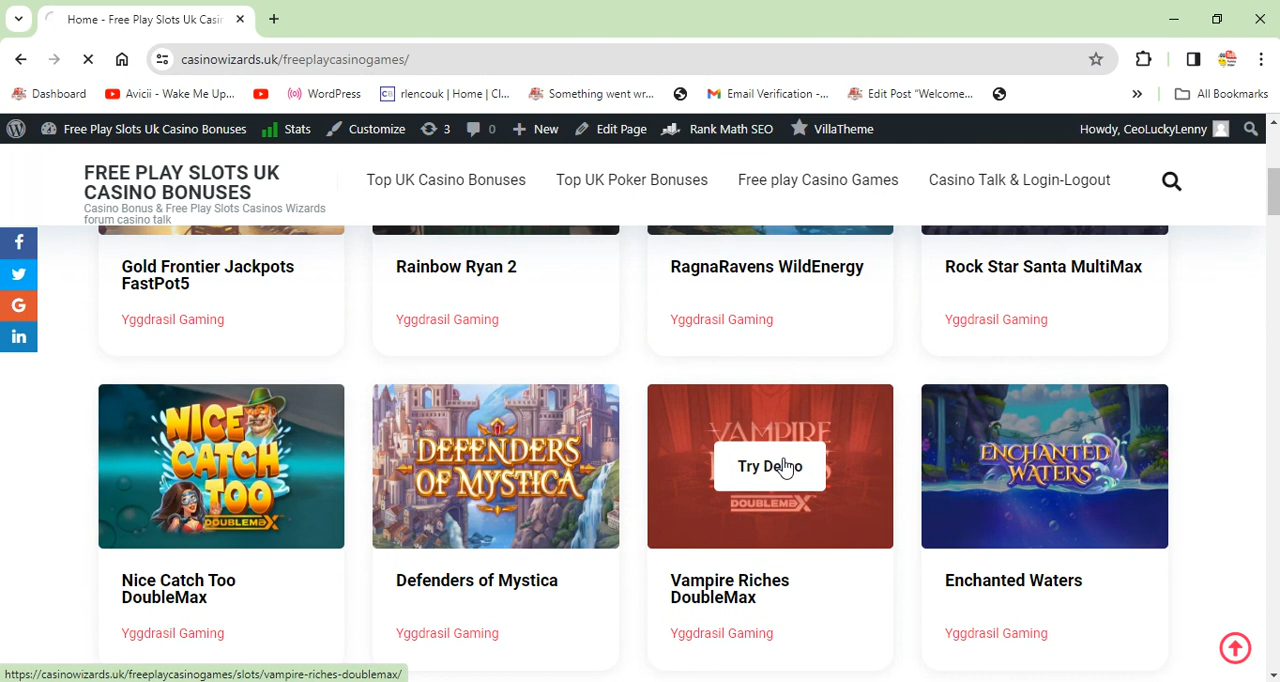 Home - Free Play Slots Uk Casin
casinowizards.uk/freeplaycasinogames/
Dashboard
Avicii - Wake Me Up...
WordPress
rlencouk | Home | Cl...
Something went wr...
Email Verification -...
Edit Post "Welcome...
All Bookmarks
Free Play Slots Uk Casino Bonuses
Stats
Customize
3
0
New
Edit Page
Rank Math SEO
VillaTheme
Howdy, CeoLuckyLenny
FREE PLAY SLOTS UK
CASINO BONUSES
Casino Bonus & Free Play Slots Casinos Wizards
forum casino talk
Top UK Casino Bonuses
Top UK Poker Bonuses
Free play Casino Games
Casino Talk & Login-Logout
Gold Frontier Jackpots
FastPot5
Yggdrasil Gaming
Rainbow Ryan 2
Yggdrasil Gaming
RagnaRavens WildEnergy
Yggdrasil Gaming
Rock Star Santa MultiMax
Yggdrasil Gaming
NICE
CATCH
TOO
DOUBLEMAX
DEFENDERS
OF MYSTICA
VAMPIRE
Try Demo
DOUBLEMAX
ENCHANTED
WATERS
Nice Catch Too
DoubleMax
Yggdrasil Gaming
Defenders of Mystica
Yggdrasil Gaming
Vampire Riches
DoubleMax
Yggdrasil Gaming
Enchanted Waters
Yggdrasil Gaming
https://casinowizards.uk/freeplaycasinogames/slots/vampire-riches-doublemax/